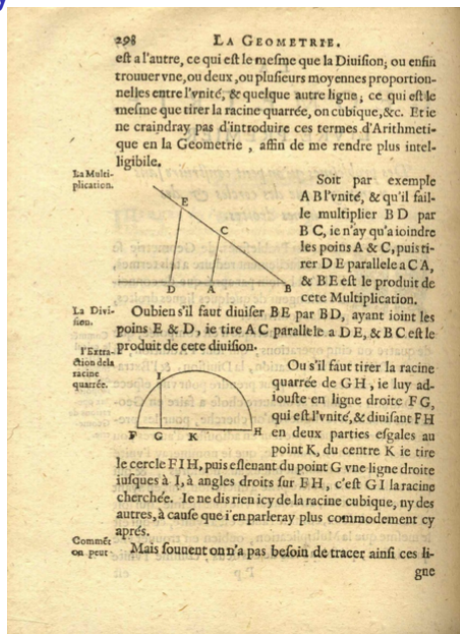 298 LA GEOMETRIE.
est a l'autre, ce qui est le mesme que la Diuision; ou enfin
trouuer vne, ou deux, ou plusieurs moyennes proportion-
nelles entre l'vnité, & quelque autre ligne; ce qui est le
mesme que tirer la racine quarrée, on cubique, &c. Et ie
ne craindray pas d'introduire ces termes d'Arithmeti-
que en la Geometrie, affin de me rendre plus intel-
ligibile.
La Multi-
plication.
E
C
D A B
Soit par exemple
A B l'vnité, & qu'il fail-
le multiplier B D par
B C, ie n'ay qu'a ioindre
les poins A & C, puis ti-
rer D E parallele a C A,
& B E est le produit de
cete Multiplication.
La Divi-
sion.
Oubien s'il faut diuiser BE par BD, ayant ioint les
poins E & D, ie tire A C parallele a D E, & B C est le
produit de cete diuision.
l'Extra-
ction dela
racine
quarrée.
I
F G K H
Ou s'il faut tirer la racine
quarrée de G H, ie luy ad-
iouste en ligne droite F G,
qui est l'vnité, & diuisant F H
en deux parties esgales au
point K, du centre K ie tire
le cercle F I H, puis esleuant du point G vne ligne droite
iusques à I, à angles droits sur F H, c'est G I la racine
cherchée. Ie ne dis rien icy de la racine cubique, ny des
autres, à cause que i'en parleray plus commodement cy
aprés.
Commẽt
on peut
Mais souuent on n'a pas besoin de tracer ainsi ces li-
gne